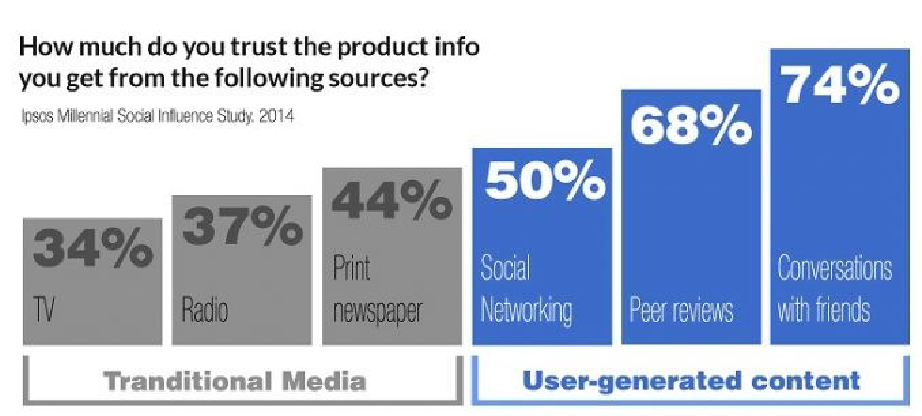 How much do you trust the product info
you get from the following sources?
Ipsos Millennial Social Influence Study. 2014
34%
TV
37%
Radio
44%
Print
newspaper
50%
Social
Networking
68%
Peer reviews
74%
Conversations
with friends
Tranditional Media
User-generated content